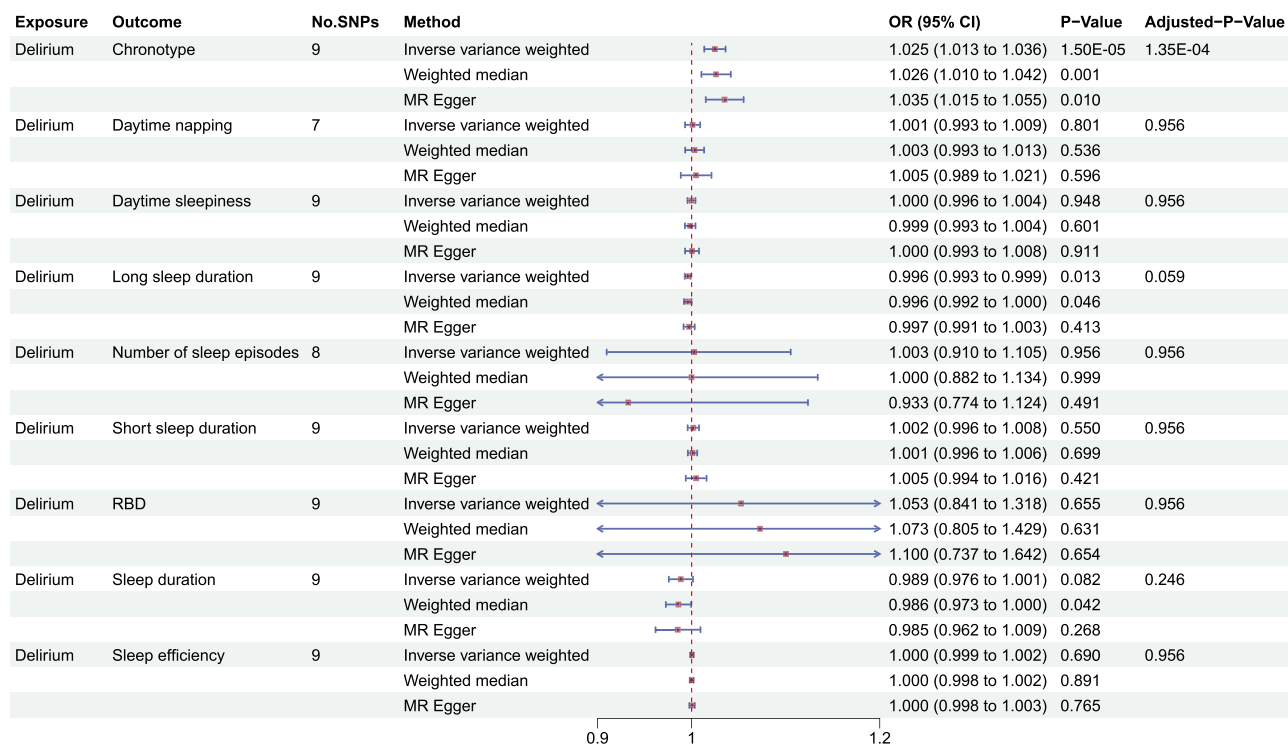 Exposure Outcome No.SNPs Method OR (95% CI) P−Value Adjusted−P−Value
Delirium Chronotype 9 Inverse variance weighted 1.025 (1.013 to 1.036) 1.50E-05 1.35E-04
Weighted median 1.026 (1.010 to 1.042) 0.001
MR Egger 1.035 (1.015 to 1.055) 0.010
Delirium Daytime napping 7 Inverse variance weighted 1.001 (0.993 to 1.009) 0.801 0.956
Weighted median 1.003 (0.993 to 1.013) 0.536
MR Egger 1.005 (0.989 to 1.021) 0.596
Delirium Daytime sleepiness 9 Inverse variance weighted 1.000 (0.996 to 1.004) 0.948 0.956
Weighted median 0.999 (0.993 to 1.004) 0.601
MR Egger 1.000 (0.993 to 1.008) 0.911
Delirium Long sleep duration 9 Inverse variance weighted 0.996 (0.993 to 0.999) 0.013 0.059
Weighted median 0.996 (0.992 to 1.000) 0.046
MR Egger 0.997 (0.991 to 1.003) 0.413
Delirium Number of sleep episodes 8 Inverse variance weighted 1.003 (0.910 to 1.105) 0.956 0.956
Weighted median 1.000 (0.882 to 1.134) 0.999
MR Egger 0.933 (0.774 to 1.124) 0.491
Delirium Short sleep duration 9 Inverse variance weighted 1.002 (0.996 to 1.008) 0.550 0.956
Weighted median 1.001 (0.996 to 1.006) 0.699
MR Egger 1.005 (0.994 to 1.016) 0.421
Delirium RBD 9 Inverse variance weighted 1.053 (0.841 to 1.318) 0.655 0.956
Weighted median 1.073 (0.805 to 1.429) 0.631
MR Egger 1.100 (0.737 to 1.642) 0.654
Delirium Sleep duration 9 Inverse variance weighted 0.989 (0.976 to 1.001) 0.082 0.246
Weighted median 0.986 (0.973 to 1.000) 0.042
MR Egger 0.985 (0.962 to 1.009) 0.268
Delirium Sleep efficiency 9 Inverse variance weighted 1.000 (0.999 to 1.002) 0.690 0.956
Weighted median 1.000 (0.998 to 1.002) 0.891
MR Egger 1.000 (0.998 to 1.003) 0.765
0.9 1 1.2